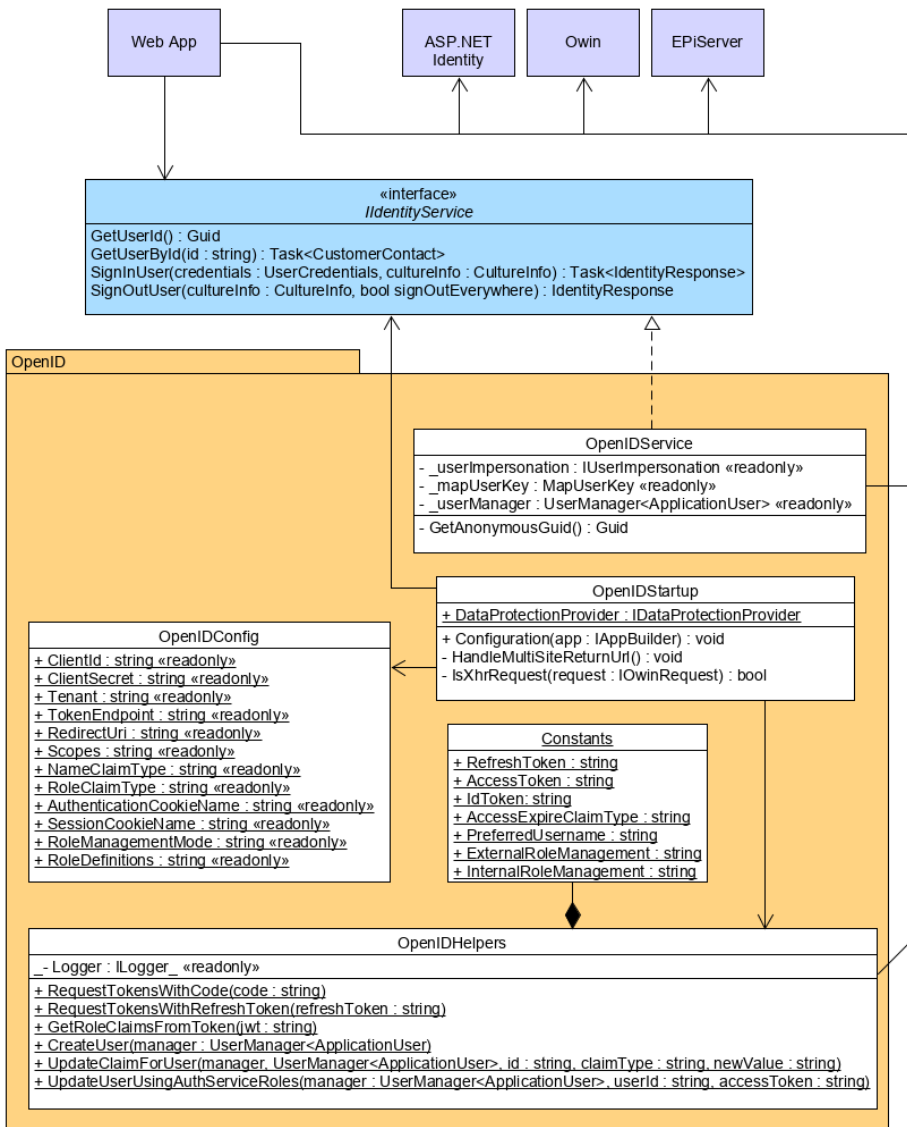 Web App
ASP.NET
Identity
Owin
EPiServer
«interface»
IIdentityService
GetUserId() : Guid
GetUserById(id : string) : Task<CustomerContact>
SignInUser(credentials : UserCredentials, cultureInfo : CultureInfo) : Task<IdentityResponse>
SignOutUser(cultureInfo : CultureInfo, bool signOutEverywhere) : IdentityResponse
OpenID
OpenIDService
- _userImpersonation : IUserImpersonation «readonly»
- _mapUserKey : MapUserKey «readonly»
- _userManager : UserManager<ApplicationUser> «readonly»
- GetAnonymousGuid() : Guid
OpenIDStartup
+ DataProtectionProvider : IDataProtectionProvider
+ Configuration(app : IAppBuilder) : void
- HandleMultiSiteReturnUrl() : void
- IsXhrRequest(request : IOwinRequest) : bool
OpenIDConfig
+ ClientId : string «readonly»
+ ClientSecret : string «readonly»
+ Tenant : string «readonly»
+ TokenEndpoint : string «readonly»
+ RedirectUri : string «readonly»
+ Scopes : string «readonly»
+ NameClaimType : string «readonly»
+ RoleClaimType : string «readonly»
+ AuthenticationCookieName : string «readonly»
+ SessionCookieName : string «readonly»
+ RoleManagementMode : string «readonly»
+ RoleDefinitions : string «readonly»
Constants
+ RefreshToken : string
+ AccessToken : string
+ IdToken: string
+ AccessExpireClaimType : string
+ PreferredUsername : string
+ ExternalRoleManagement : string
+ InternalRoleManagement : string
OpenIDHelpers
_- Logger : ILogger_ «readonly»
+ RequestTokensWithCode(code : string)
+ RequestTokensWithRefreshToken(refreshToken : string)
+ GetRoleClaimsFromToken(jwt : string)
+ CreateUser(manager : UserManager<ApplicationUser)
+ UpdateClaimForUser(manager, UserManager<ApplicationUser>, id : string, claimType : string, newValue : string)
+ UpdateUserUsingAuthServiceRoles(manager : UserManager<ApplicationUser>, userId : string, accessToken : string)